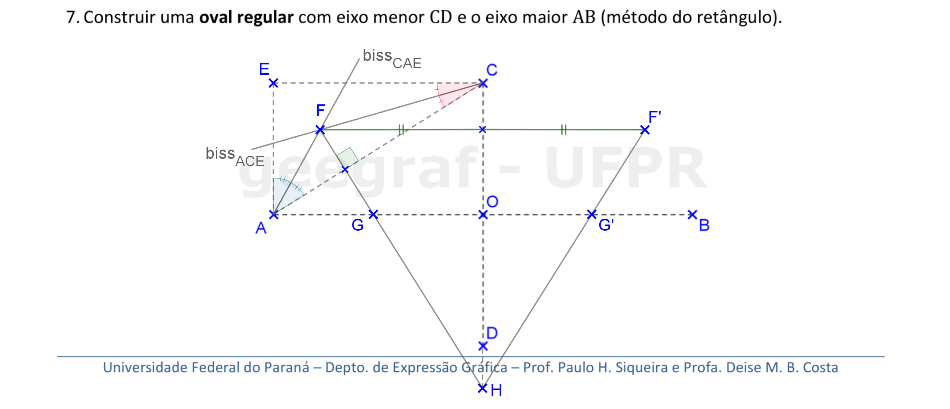 7. Construir uma oval regular com eixo menor CD e o eixo maior AB (método do retângulo).
biss CAE
E
C
F
F'
biss ACE
geegraf - UFPR
O
A
G
G'
B
D
Universidade Federal do Paraná – Depto. de Expressão Gráfica – Prof. Paulo H. Siqueira e Profa. Deise M. B. Costa
H